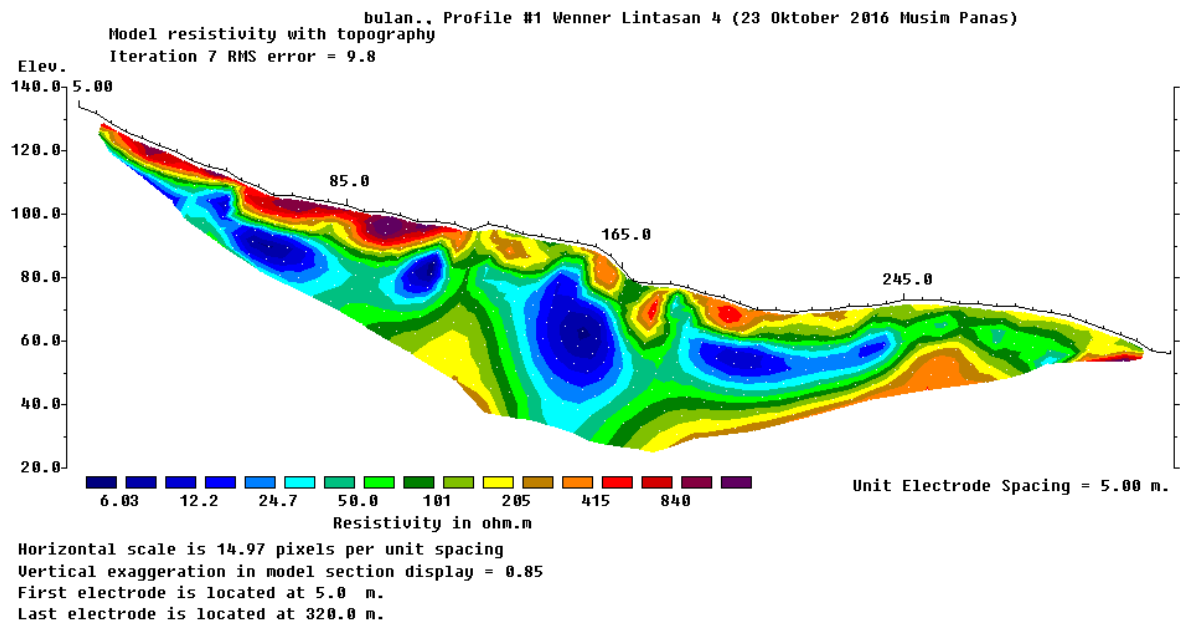 bulan., Profile #1 Wenner Lintasan 4 (23 Oktober 2016 Musim Panas)
Model resistivity with topography
Iteration 7 RMS error = 9.8
Elev.
140.0 5.00
120.0
85.0
100.0
165.0
80.0
245.0
60.0
40.0
20.0
6.03 12.2 24.7 50.0 101 205 415 840
Unit Electrode Spacing = 5.00 m.
Resistivity in ohm.m
Horizontal scale is 14.97 pixels per unit spacing
Vertical exaggeration in model section display = 0.85
First electrode is located at 5.0 m.
Last electrode is located at 320.0 m.